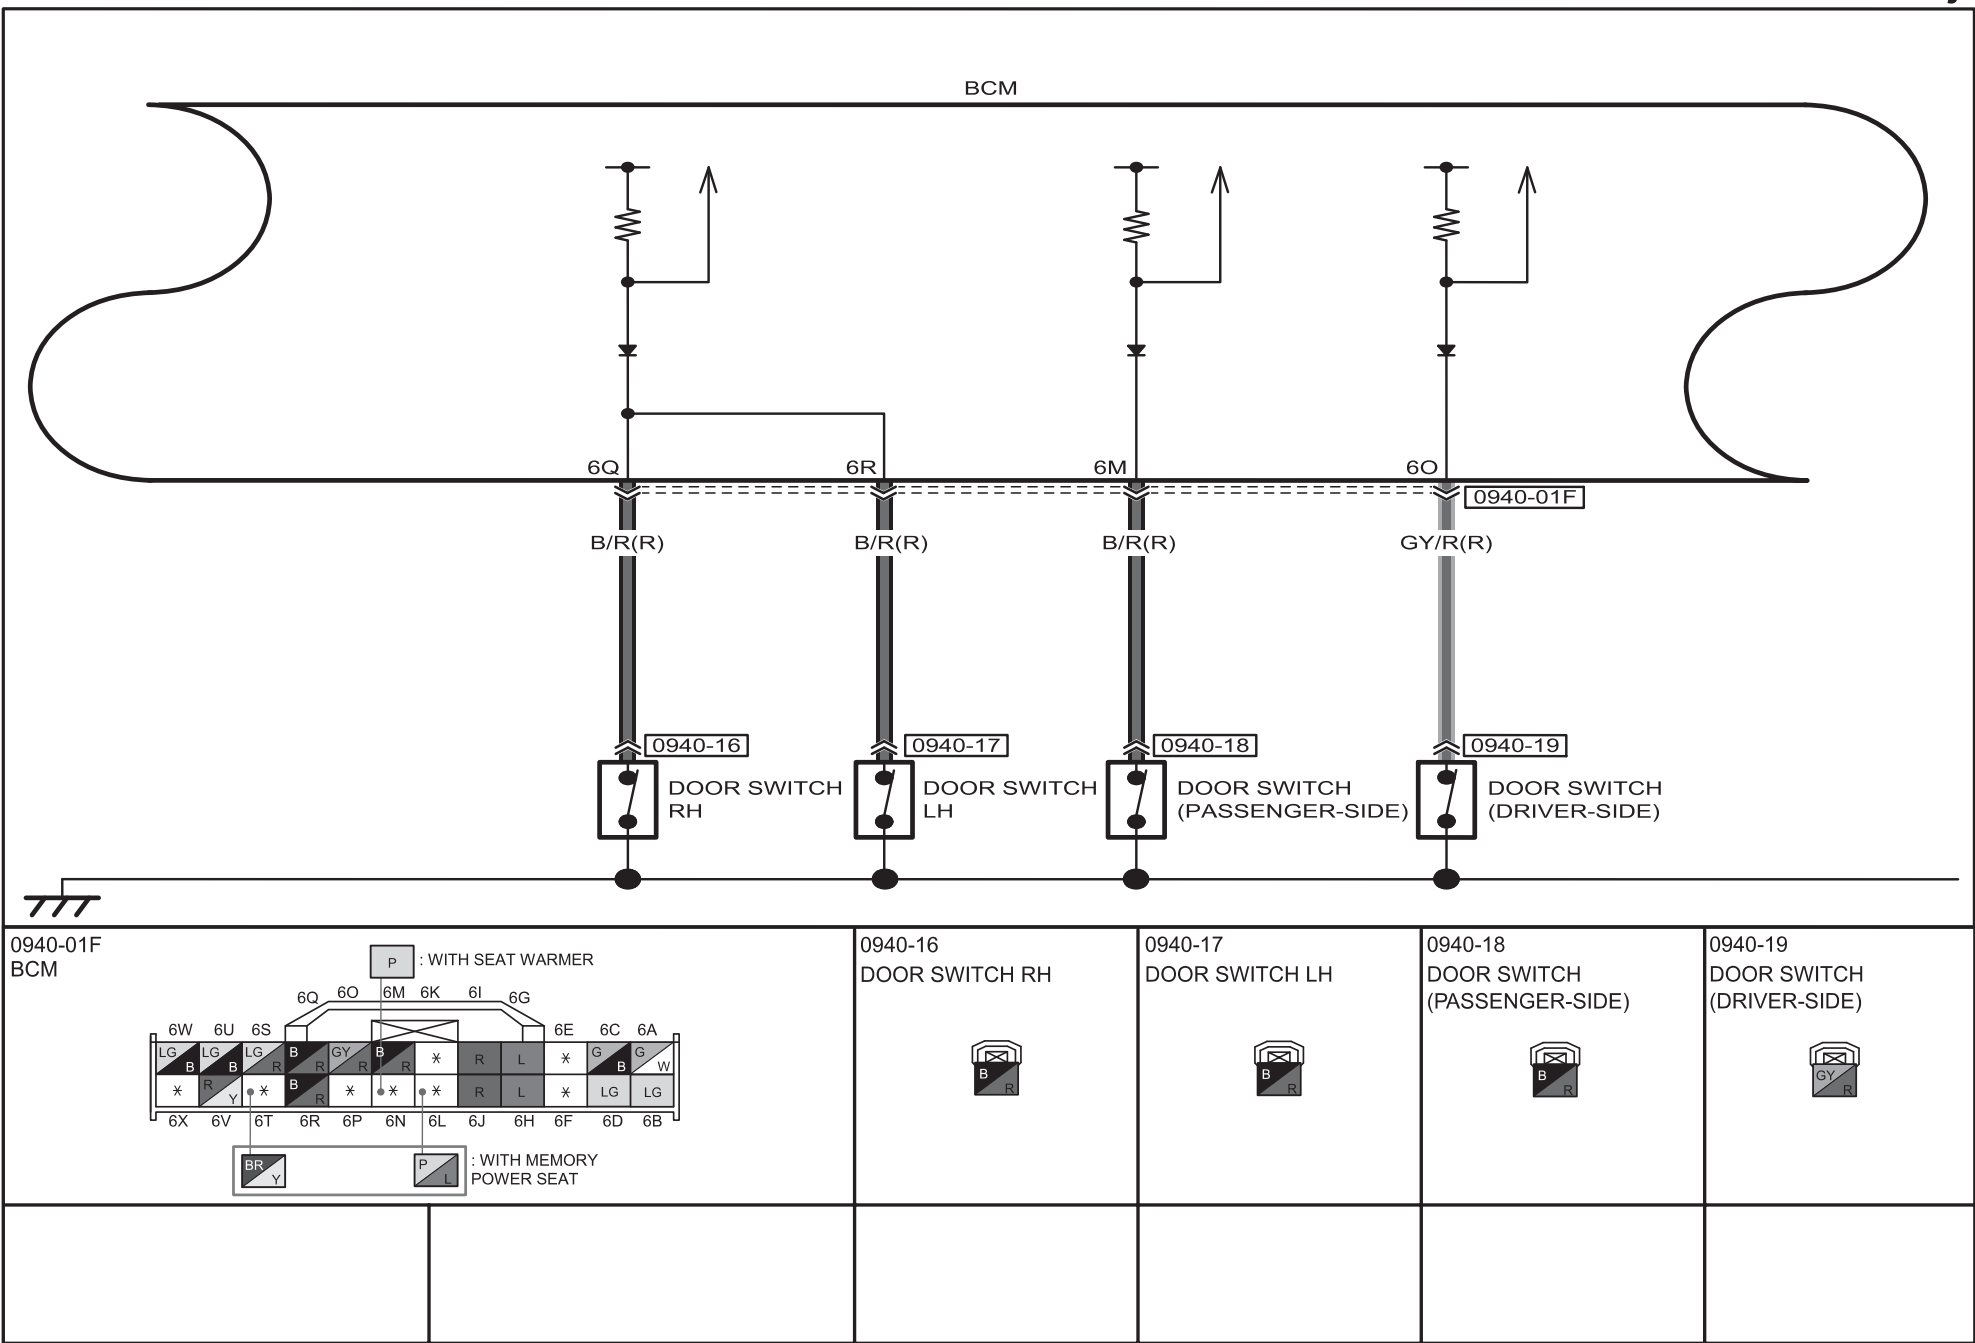 BCM
6Q 6R 6M 6O
0940-01F
B/R(R) B/R(R) B/R(R) GY/R(R)
0940-16 0940-17 0940-18 0940-19
DOOR SWITCH
RH
DOOR SWITCH
LH
DOOR SWITCH
(PASSENGER-SIDE)
DOOR SWITCH
(DRIVER-SIDE)
0940-01F
BCM
P : WITH SEAT WARMER
6Q 6O 6M 6K 6I 6G
6W 6U 6S 6E 6C 6A
LG B LG B LG R B R GY R B R * R L * G B G W
* R Y * B R P * * * R L * LG LG
6X 6V 6T 6R 6P 6N 6L 6J 6H 6F 6D 6B
BR Y P L : WITH MEMORY
POWER SEAT
0940-16
DOOR SWITCH RH
B R
0940-17
DOOR SWITCH LH
B R
0940-18
DOOR SWITCH
(PASSENGER-SIDE)
B R
0940-19
DOOR SWITCH
(DRIVER-SIDE)
GY R